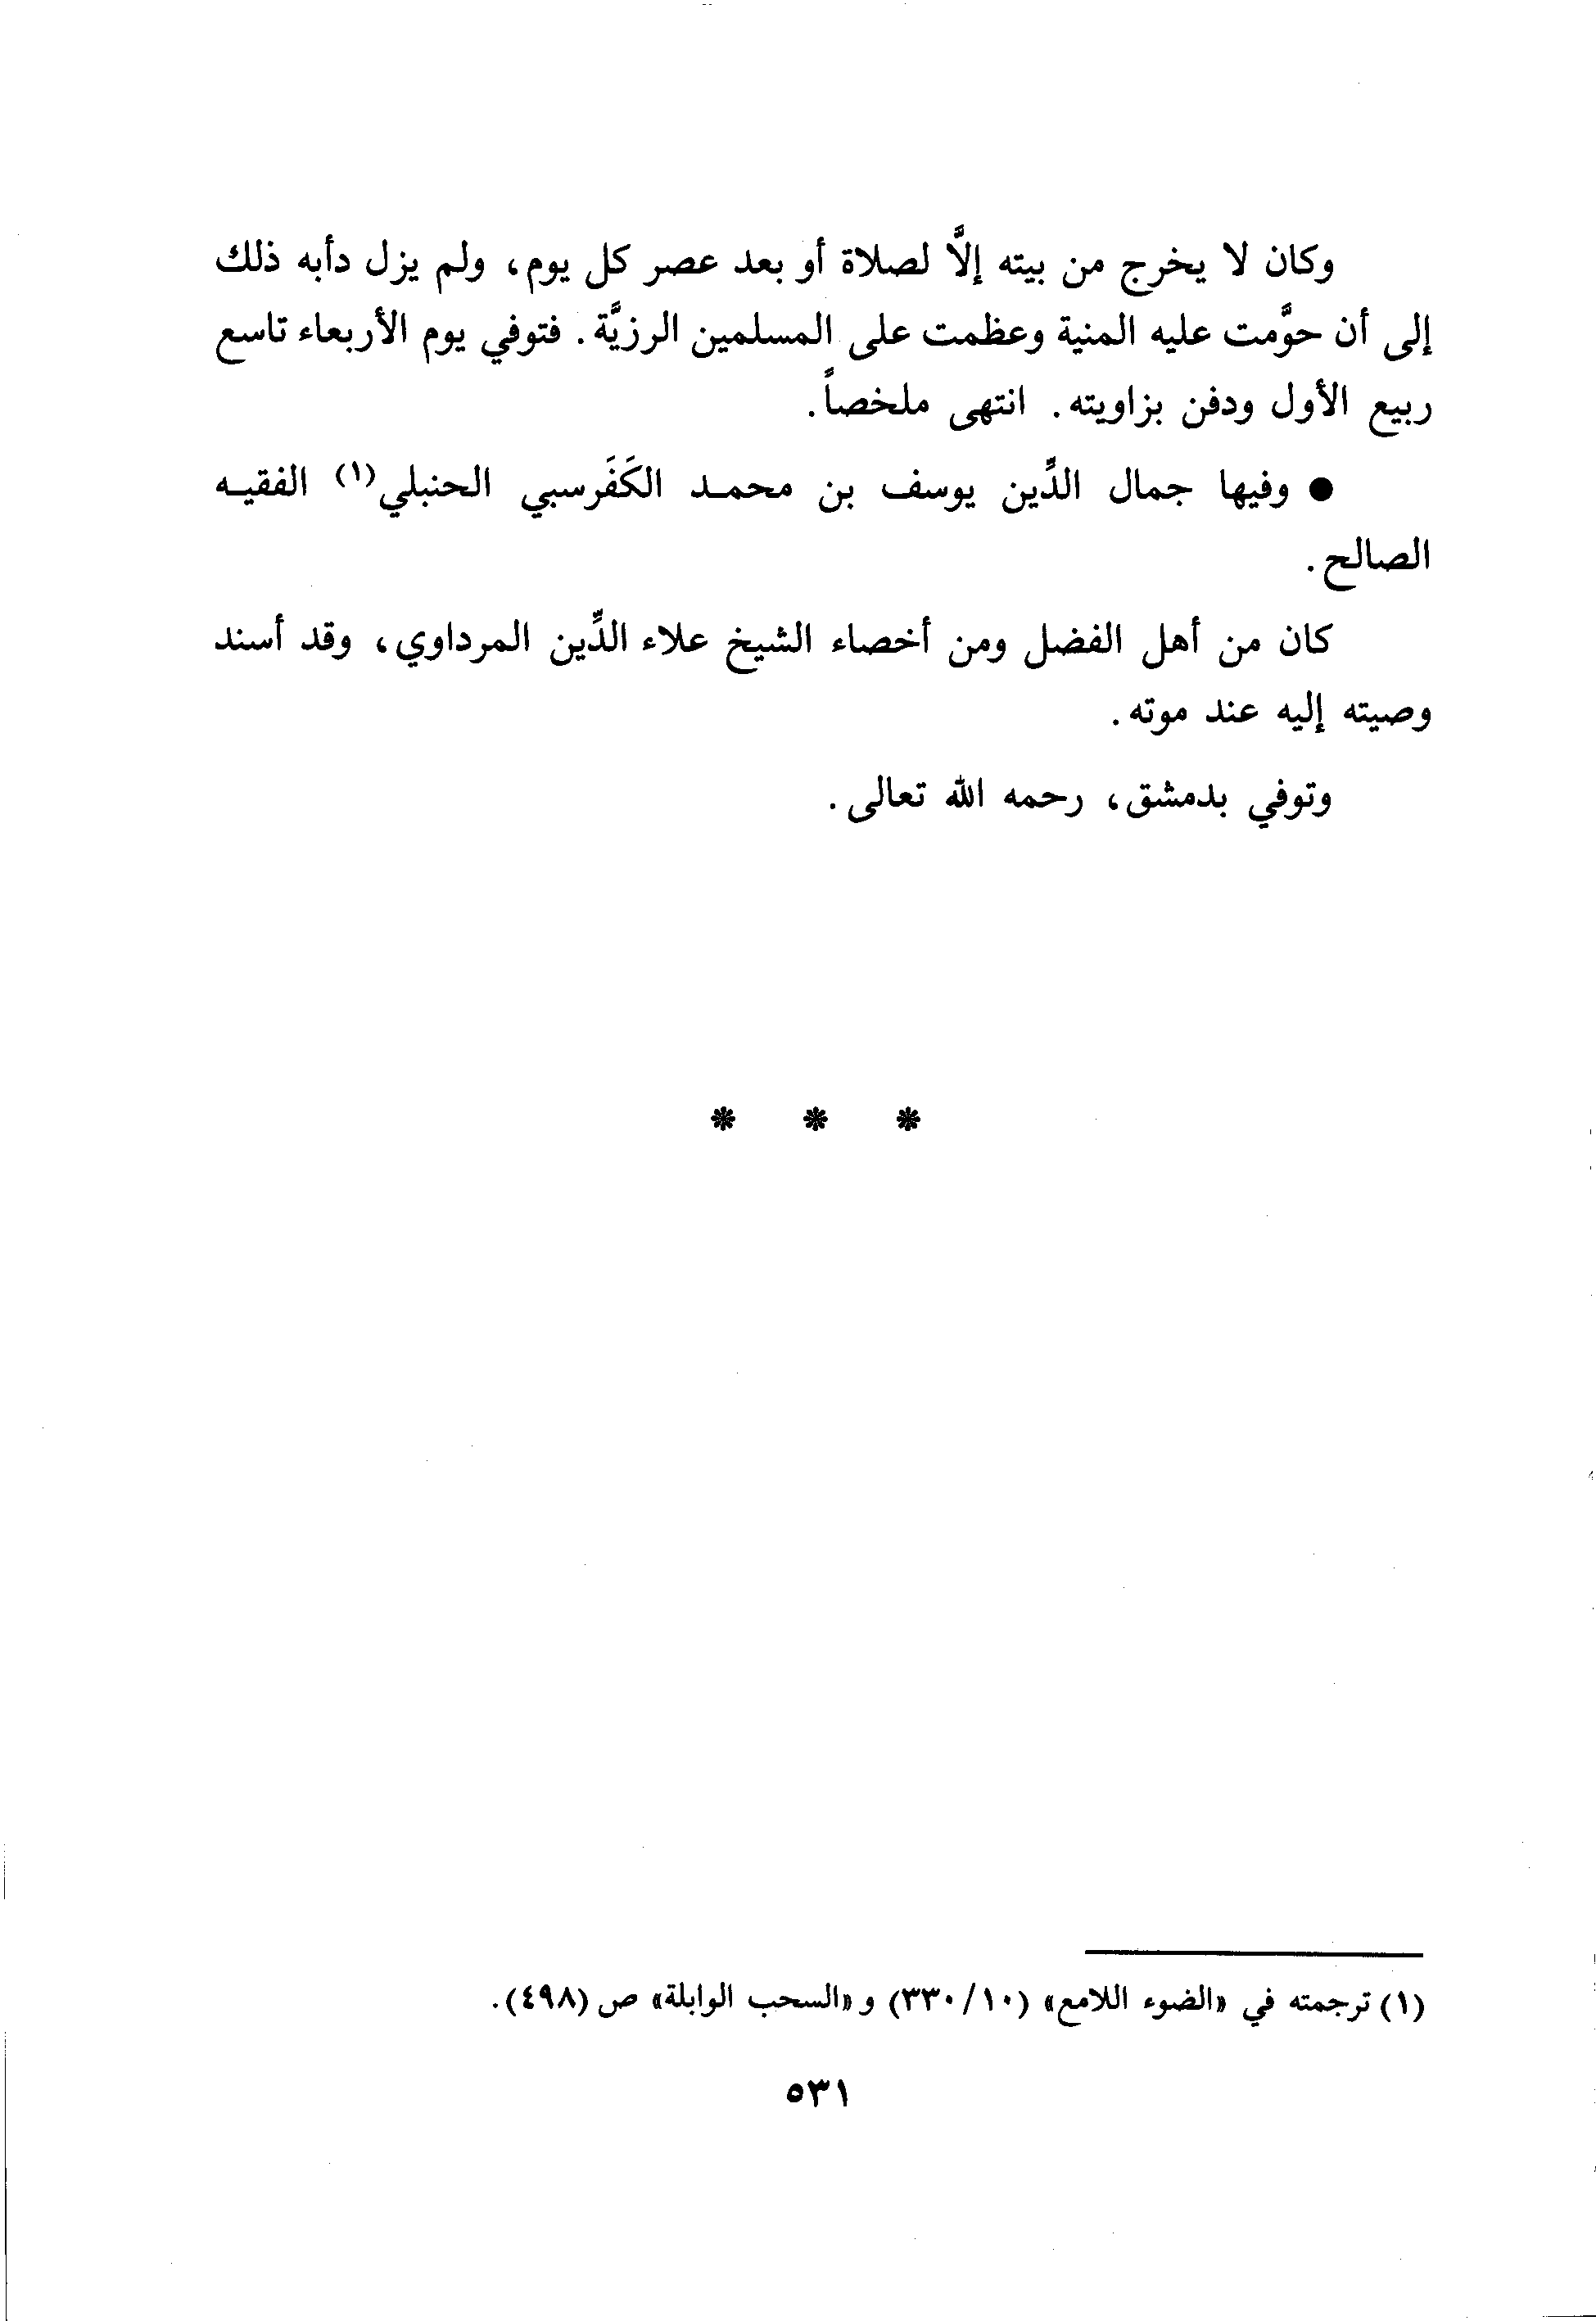 وكان لا يخرج من بيته إلَّا لصلاة أو بعد عصر كل يوم، ولم يزل دأبه ذلك
إلى أن حوَّمت عليه المنية وعظمت على المسلمين الرزيَّة. فتوفي يوم الأربعاء تاسع
ربيع الأول ودفن بزاويته. انتهى ملخصاً.
● وفيها جمال الدِّين يوسف بن محمد الكَفَرسبي الحنبلي(١) الفقيه
الصالح.
كان من أهل الفضل ومن أخصاء الشيخ علاء الدِّين المرداوي، وقد أسند
وصيته إليه عند موته.
وتوفي بدمشق، رحمه الله تعالى.
* * *
(١) ترجمته في «الضوء اللامع» (١٠/٣٣٠) و «السحب الوابلة» ص (٤٩٨).
٥٣١